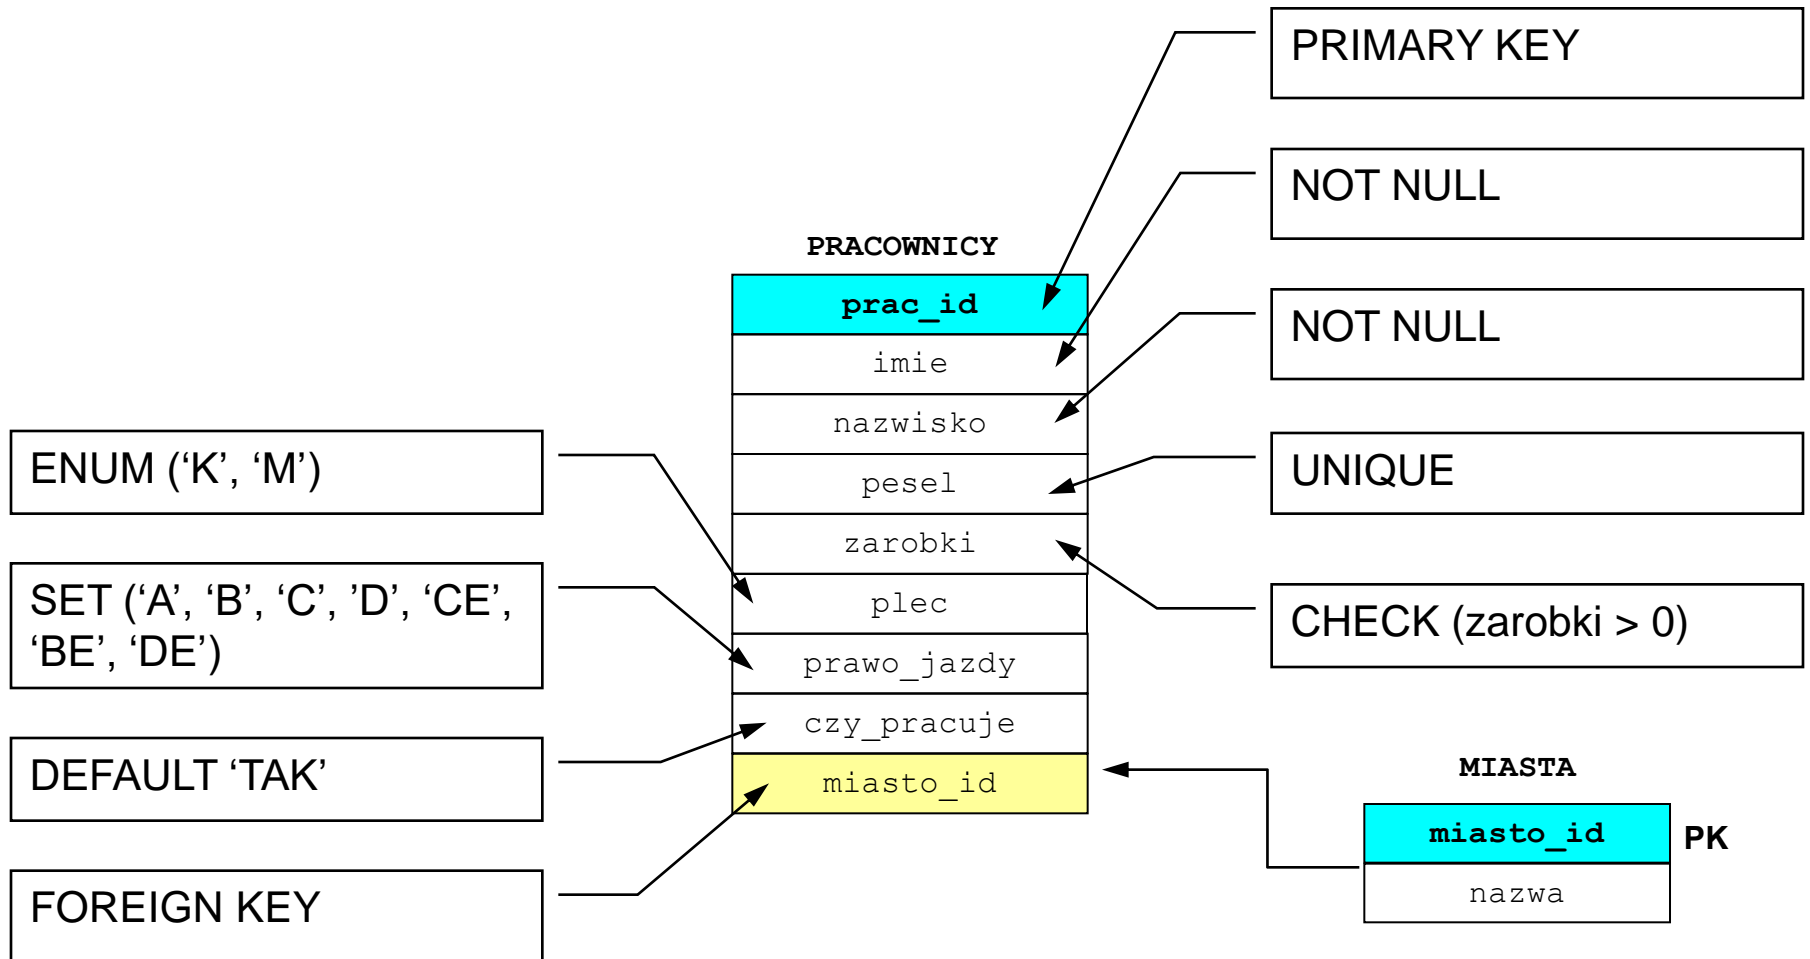 PRIMARY KEY
NOT NULL
PRACOWNICY
prac_id
imie
nazwisko
pesel
zarobki
plec
prawo_jazdy
czy_pracuje
miasto_id
NOT NULL
UNIQUE
CHECK (zarobki > 0)
ENUM (‘K’, ‘M’)
SET (‘A’, ‘B’, ‘C’, ’D’, ‘CE’,
‘BE’, ‘DE’)
DEFAULT ‘TAK’
FOREIGN KEY
MIASTA
miasto_id PK
nazwa